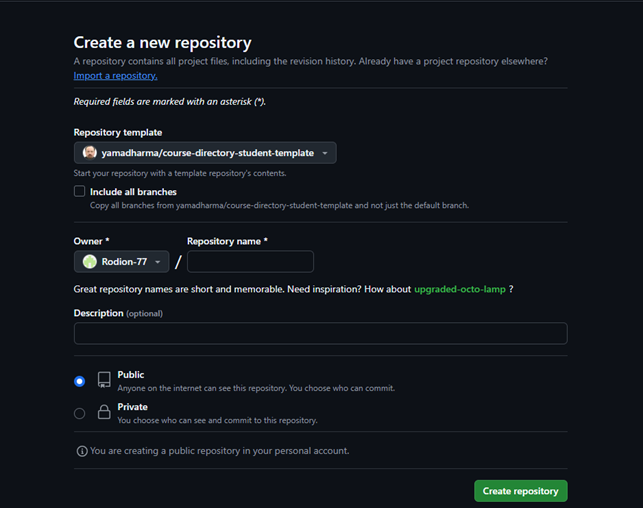 Create a new repository
A repository contains all project files, including the revision history. Already have a project repository elsewhere?
Import a repository.
Required fields are marked with an asterisk (*).
Repository template
yamadharma/course-directory-student-template
Start your repository with a template repository's contents.
Include all branches
Copy all branches from yamadharma/course-directory-student-template and not just the default branch.
Owner * Repository name *
Rodion-77 /
Great repository names are short and memorable. Need inspiration? How about upgraded-octo-lamp ?
Description (optional)
Public
Anyone on the internet can see this repository. You choose who can commit.
Private
You choose who can see and commit to this repository.
You are creating a public repository in your personal account.
Create repository